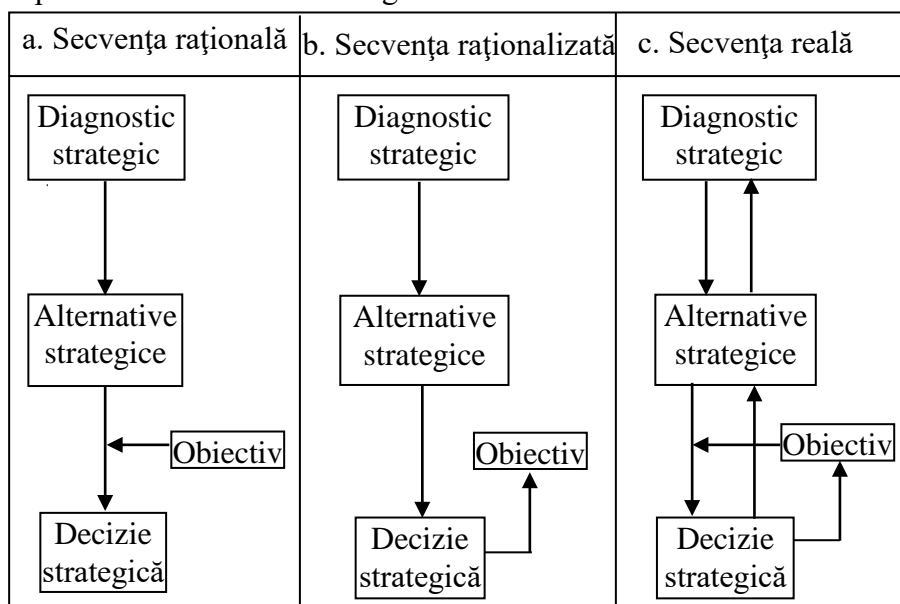 a. Secvenţa raţională
b. Secvenţa raţionalizată
c. Secvenţa reală
Diagnostic
strategic
Alternative
strategice
Obiectiv
Decizie
strategică
Diagnostic
strategic
Alternative
strategice
Obiectiv
Decizie
strategică
Diagnostic
strategic
Alternative
strategice
Obiectiv
Decizie
strategică